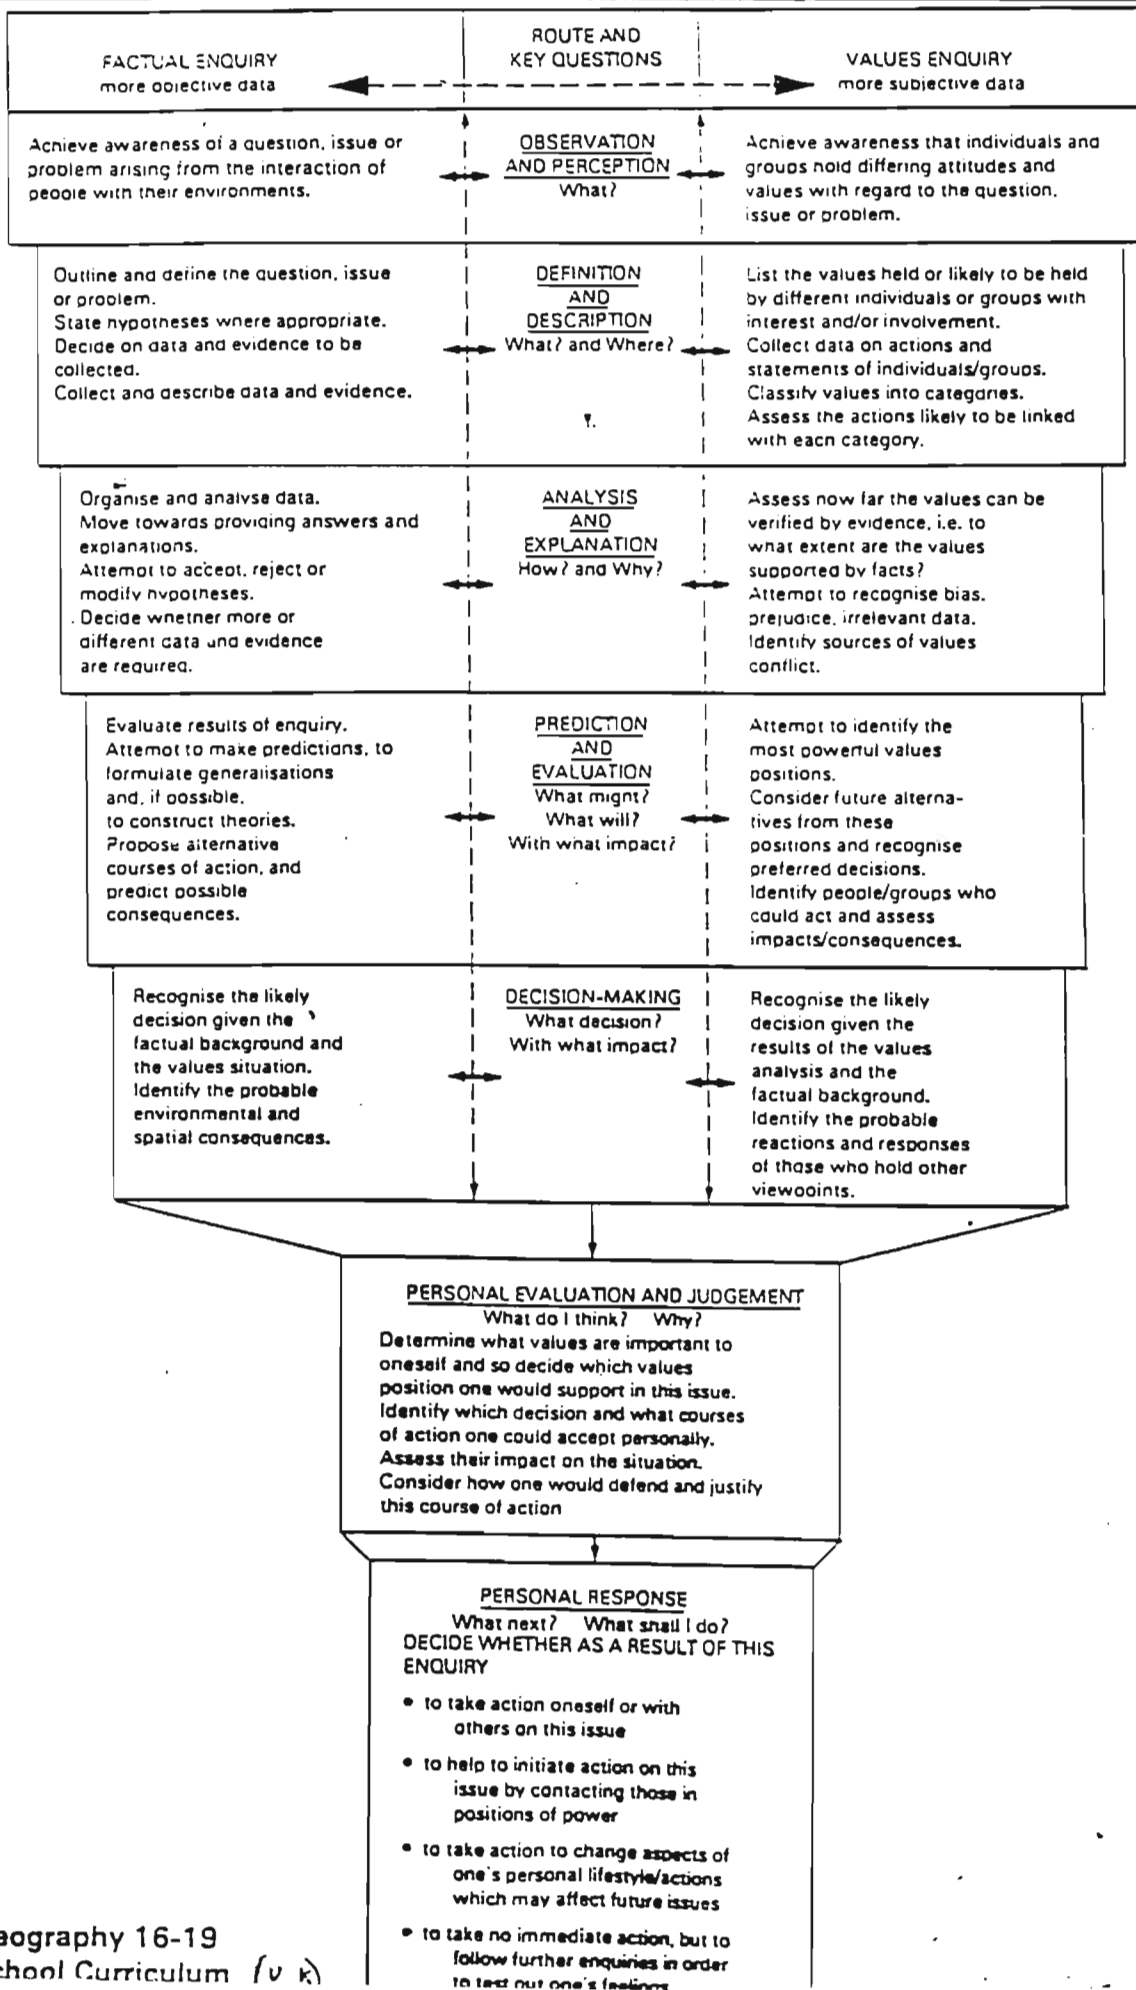 FACTUAL ENQUIRY
more objective data
ROUTE AND
KEY QUESTIONS
VALUES ENQUIRY
more subjective data
Achieve awareness of a question, issue or
problem arising from the interaction of
people with their environments.
OBSERVATION
AND PERCEPTION
What?
Achieve awareness that individuals and
groups hold differing attitudes and
values with regard to the question,
issue or problem.
Outline and define the question, issue
or problem.
State hypotheses where appropriate.
Decide on data and evidence to be
collected.
Collect and describe data and evidence.
DEFINITION
AND
DESCRIPTION
What? and Where?
List the values held or likely to be held
by different individuals or groups with
interest and/or involvement.
Collect data on actions and
statements of individuals/groups.
Classify values into categories.
Assess the actions likely to be linked
with each category.
Organise and analyse data.
Move towards providing answers and
explanations.
Attempt to accept, reject or
modify hypotheses.
Decide whether more or
different data and evidence
are required.
ANALYSIS
AND
EXPLANATION
How? and Why?
Assess how far the values can be
verified by evidence, i.e. to
what extent are the values
supported by facts?
Attempt to recognise bias,
prejudice, irrelevant data.
Identify sources of values
conflict.
Evaluate results of enquiry.
Attempt to make predictions, to
formulate generalisations
and, if possible,
to construct theories.
Propose alternative
courses of action, and
predict possible
consequences.
PREDICTION
AND
EVALUATION
What might?
What will?
With what impact?
Attempt to identify the
most powerful values
positions.
Consider future alterna-
tives from these
positions and recognise
preferred decisions.
Identify people/groups who
could act and assess
impacts/consequences.
Recognise the likely
decision given the
factual background and
the values situation.
Identify the probable
environmental and
spatial consequences.
DECISION-MAKING
What decision?
With what impact?
Recognise the likely
decision given the
results of the values
analysis and the
factual background.
Identify the probable
reactions and responses
of those who hold other
viewpoints.
PERSONAL EVALUATION AND JUDGEMENT
What do I think? Why?
Determine what values are important to
oneself and so decide which values
position one would support in this issue.
Identify which decision and what courses
of action one could accept personally.
Assess their impact on the situation.
Consider how one would defend and justify
this course of action
PERSONAL RESPONSE
What next? What shall I do?
DECIDE WHETHER AS A RESULT OF THIS
ENQUIRY
• to take action oneself or with
others on this issue
• to help to initiate action on this
issue by contacting those in
positions of power
• to take action to change aspects of
one's personal lifestyle/actions
which may affect future issues
• to take no immediate action, but to
follow further enquiries in order
to test out one's feelings
eography 16-19
chool Curriculum (U K)